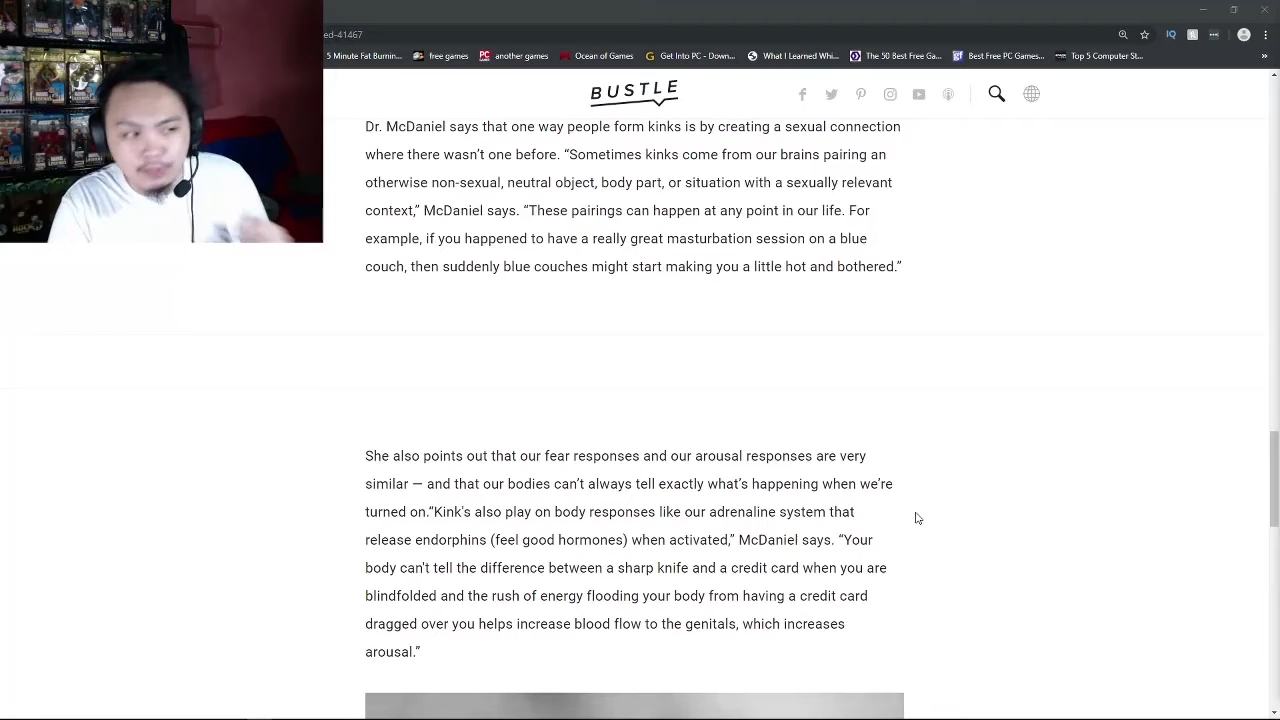 ed-41467
5 Minute Fat Burnin...
free games
another games
Ocean of Games
Get Into PC - Down...
What I Learned Whi...
The 50 Best Free Ga...
Best Free PC Games...
Top 5 Computer St...
BUSTLE
Dr. McDaniel says that one way people form kinks is by creating a sexual connection
where there wasn’t one before. “Sometimes kinks come from our brains pairing an
otherwise non-sexual, neutral object, body part, or situation with a sexually relevant
context,” McDaniel says. “These pairings can happen at any point in our life. For
example, if you happened to have a really great masturbation session on a blue
couch, then suddenly blue couches might start making you a little hot and bothered.”
She also points out that our fear responses and our arousal responses are very
similar — and that our bodies can’t always tell exactly what’s happening when we’re
turned on.“Kink's also play on body responses like our adrenaline system that
release endorphins (feel good hormones) when activated,” McDaniel says. “Your
body can't tell the difference between a sharp knife and a credit card when you are
blindfolded and the rush of energy flooding your body from having a credit card
dragged over you helps increase blood flow to the genitals, which increases
arousal.”